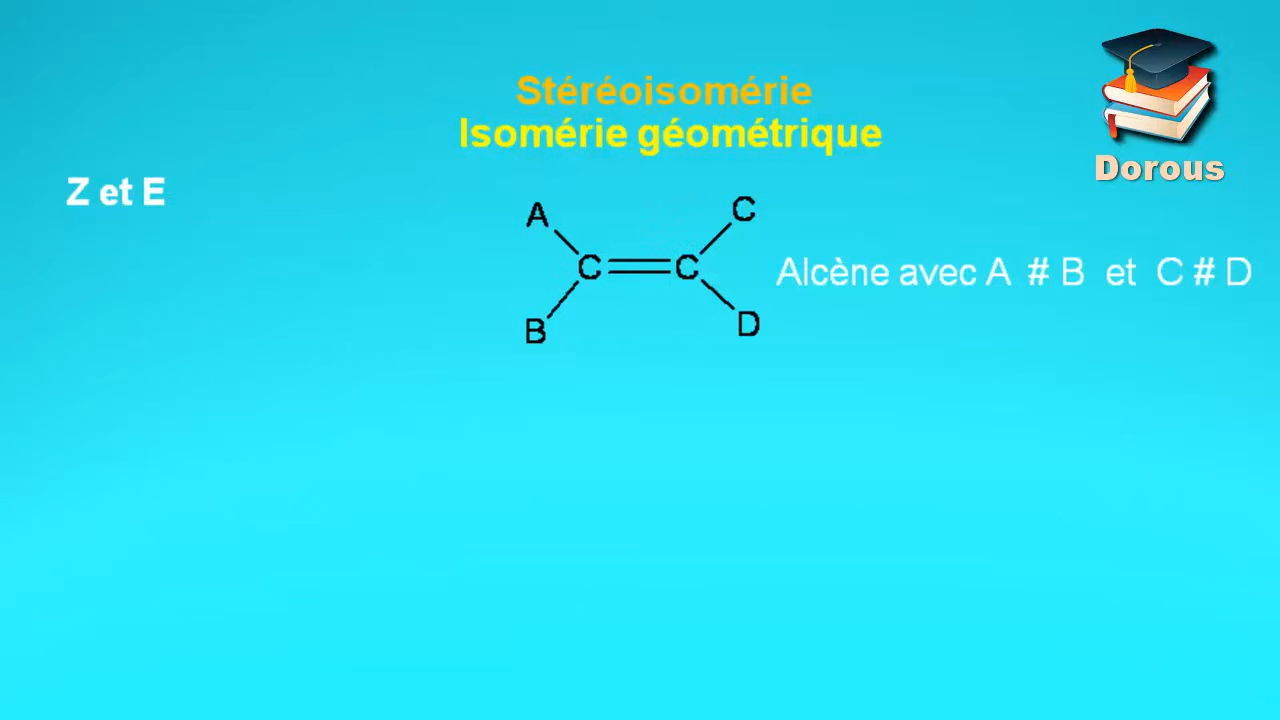 Stéréoisomérie
Isomérie géométrique
Dorous
Z et E
A
C
C
C
Alcène avec A # B et C # D
B
D